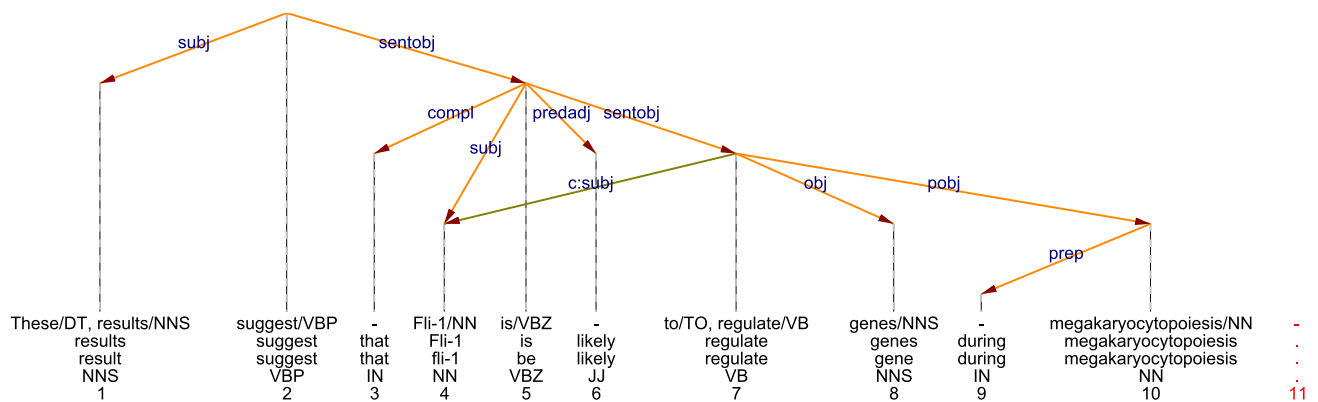 subj sentobj
compl predadj sentobj
subj
c:subj obj pobj
prep
These/DT, results/NNS suggest/VBP - Fli-1/NN is/VBZ - to/TO, regulate/VB genes/NNS - megakaryocytopoiesis/NN -
results suggest that Fli-1 is likely regulate genes during megakaryocytopoiesis .
result suggest that fli-1 be likely regulate gene during megakaryocytopoiesis .
NNS VBP IN NN VBZ JJ VB NNS IN NN .
1 2 3 4 5 6 7 8 9 10 11